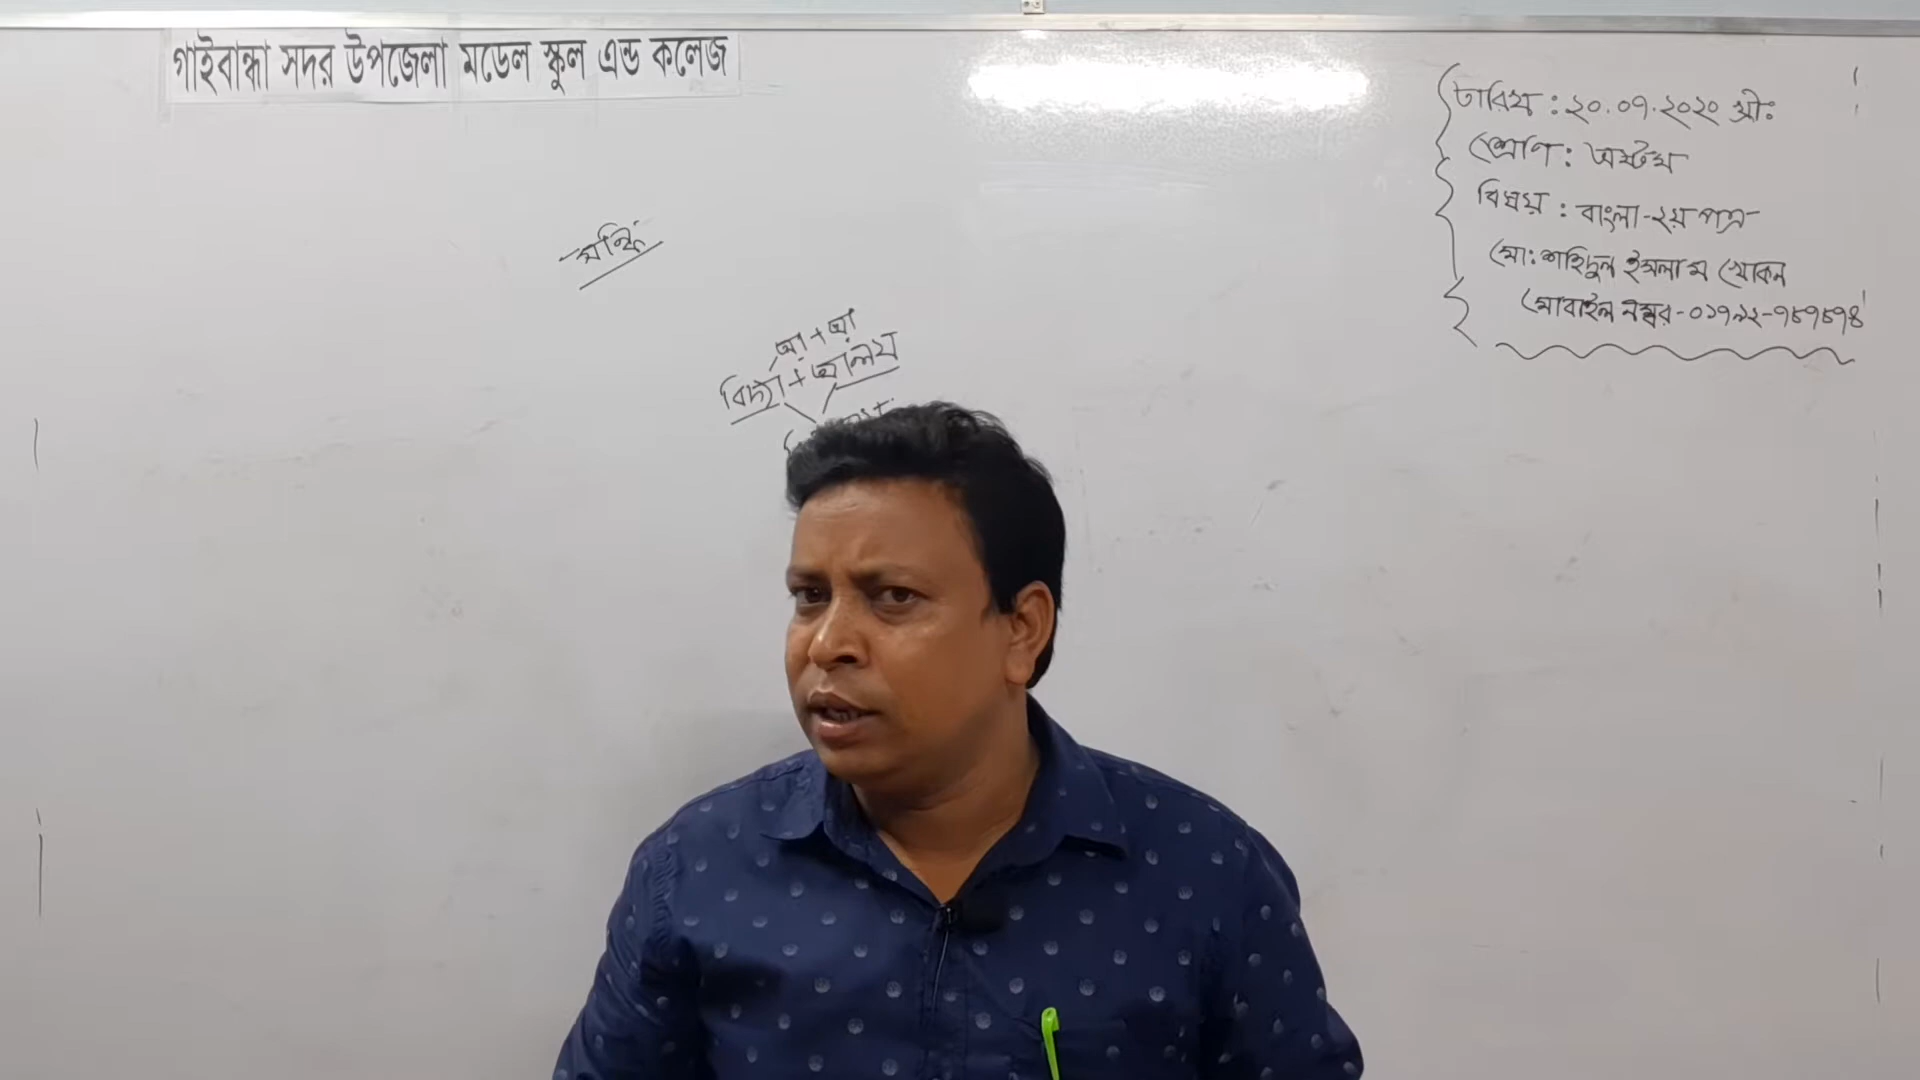 গাইবান্ধা সদর উপজেলা মডেল স্কুল এন্ড কলেজ
তারিখ : ২০.০৭.২০২০ খ্রীঃ
শ্রেণি : অষ্টম
বিষয় : বাংলা-২য় পত্র
মো: শহিদুল ইসলাম খোকন
মোবাইল নম্বর-
সন্ধি
আ + আ
বিদ্যা + আলয়